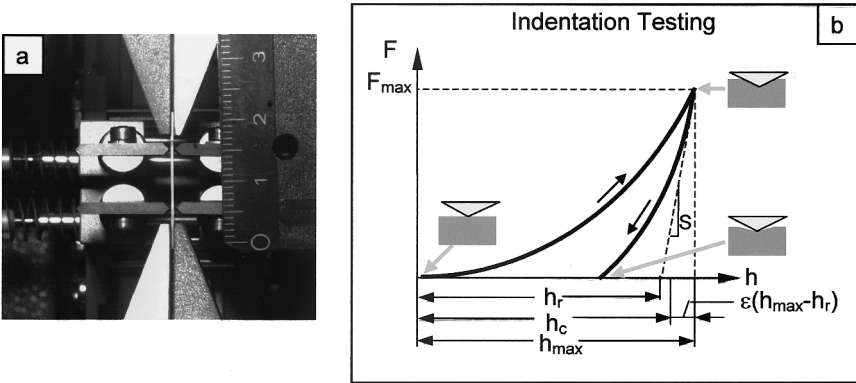 a
3
2
1
0
Indentation Testing
b
F
Fmax
S
h
hr
ε(hmax-hr)
hc
hmax